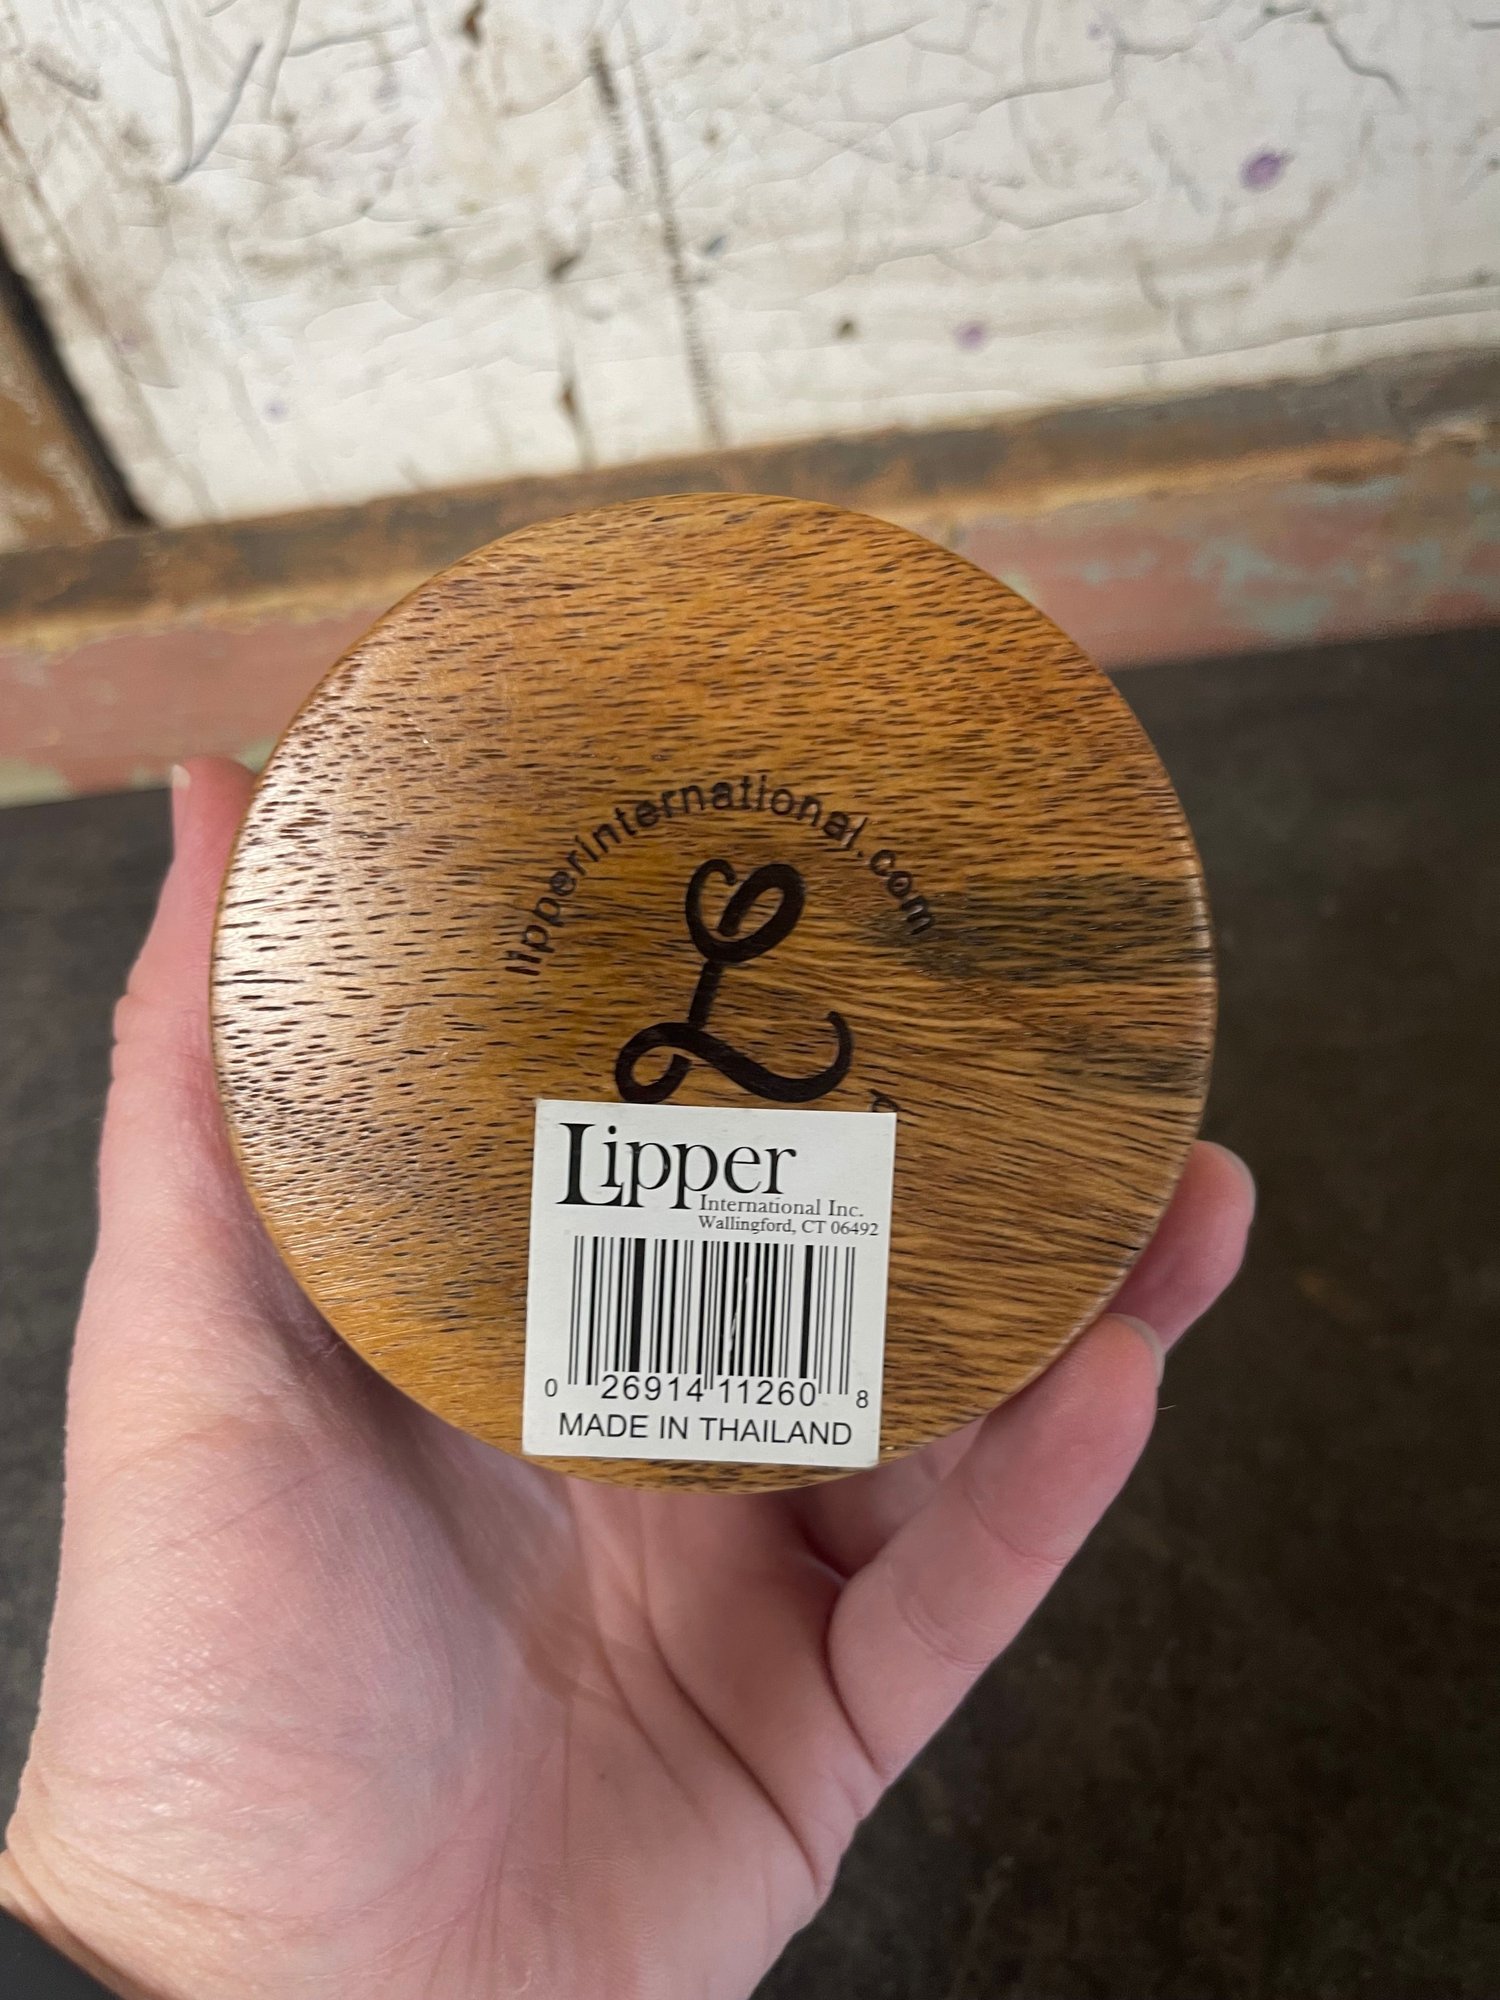 lipperinternational.com
L
Lipper
International Inc.
Wallingford, CT 06492
0 26914 11260 8
MADE IN THAILAND